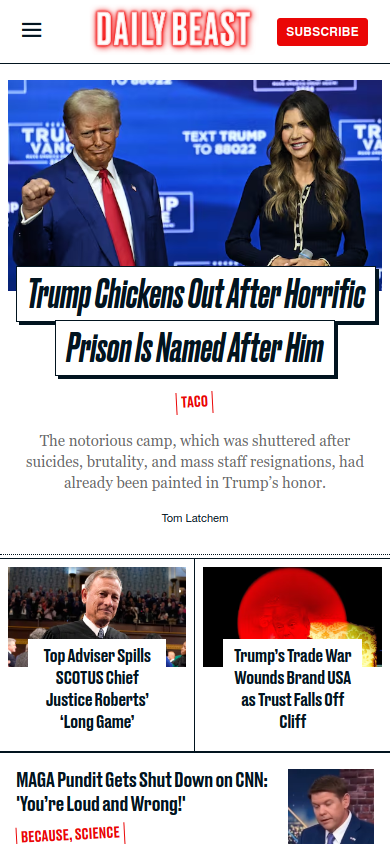 DAILY BEAST
SUBSCRIBE
TO 88022
TRUMP
VANCE
TEXT TRUMP
TO 88022
Trump Chickens Out After Horrific
Prison Is Named After Him
TACO
The notorious camp, which was shuttered after
suicides, brutality, and mass staff resignations, had
already been painted in Trump’s honor.
Tom Latchem
Top Adviser Spills
SCOTUS Chief
Justice Roberts’
‘Long Game’
Trump’s Trade War
Wounds Brand USA
as Trust Falls Off
Cliff
MAGA Pundit Gets Shut Down on CNN:
'You’re Loud and Wrong!'
BECAUSE, SCIENCE